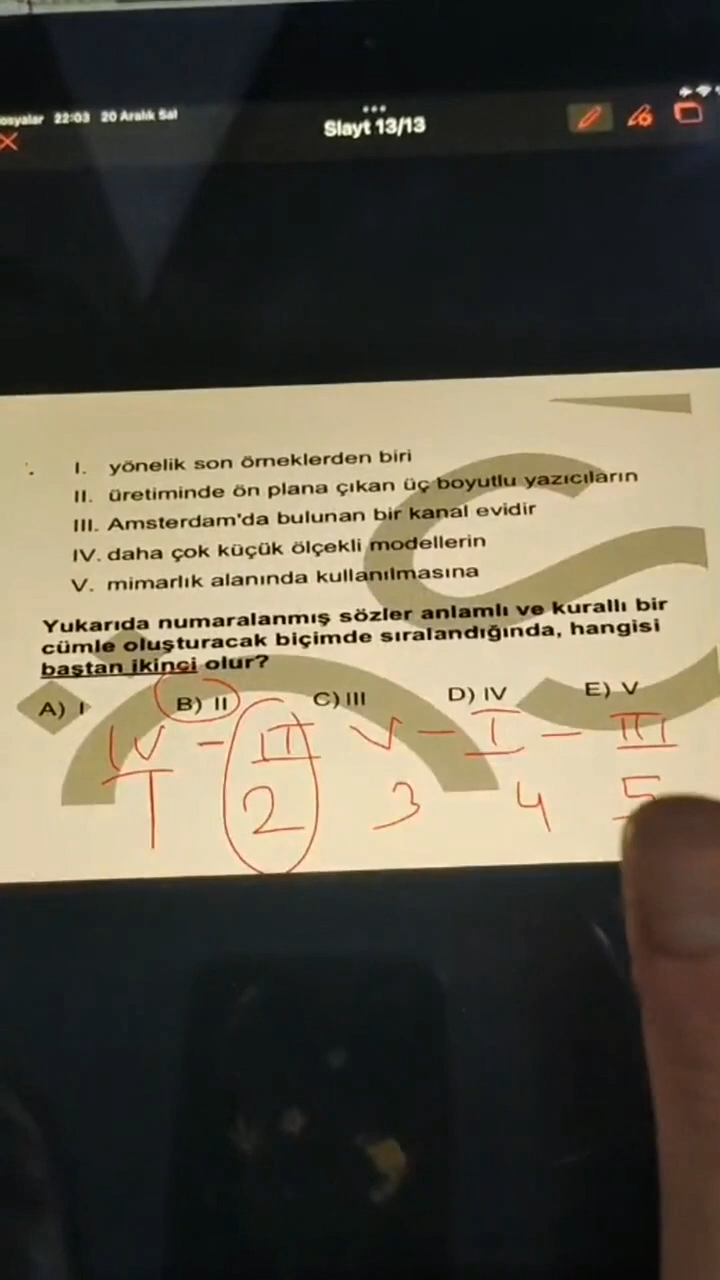 22:03 20 Aralık Sal
Slayt 13/13
I. yönelik son örneklerden biri
II. üretiminde ön plana çıkan üç boyutlu yazıcıların
III. Amsterdam'da bulunan bir kanal evidir
IV. daha çok küçük ölçekli modellerin
V. mimarlık alanında kullanılmasına
Yukarıda numaralanmış sözler anlamlı ve kurallı bir
cümle oluşturacak biçimde sıralandığında, hangisi
baştan ikinci olur?
A) I B) II C) III D) IV E) V
IV - II V - I - III
1 2 3 4 5